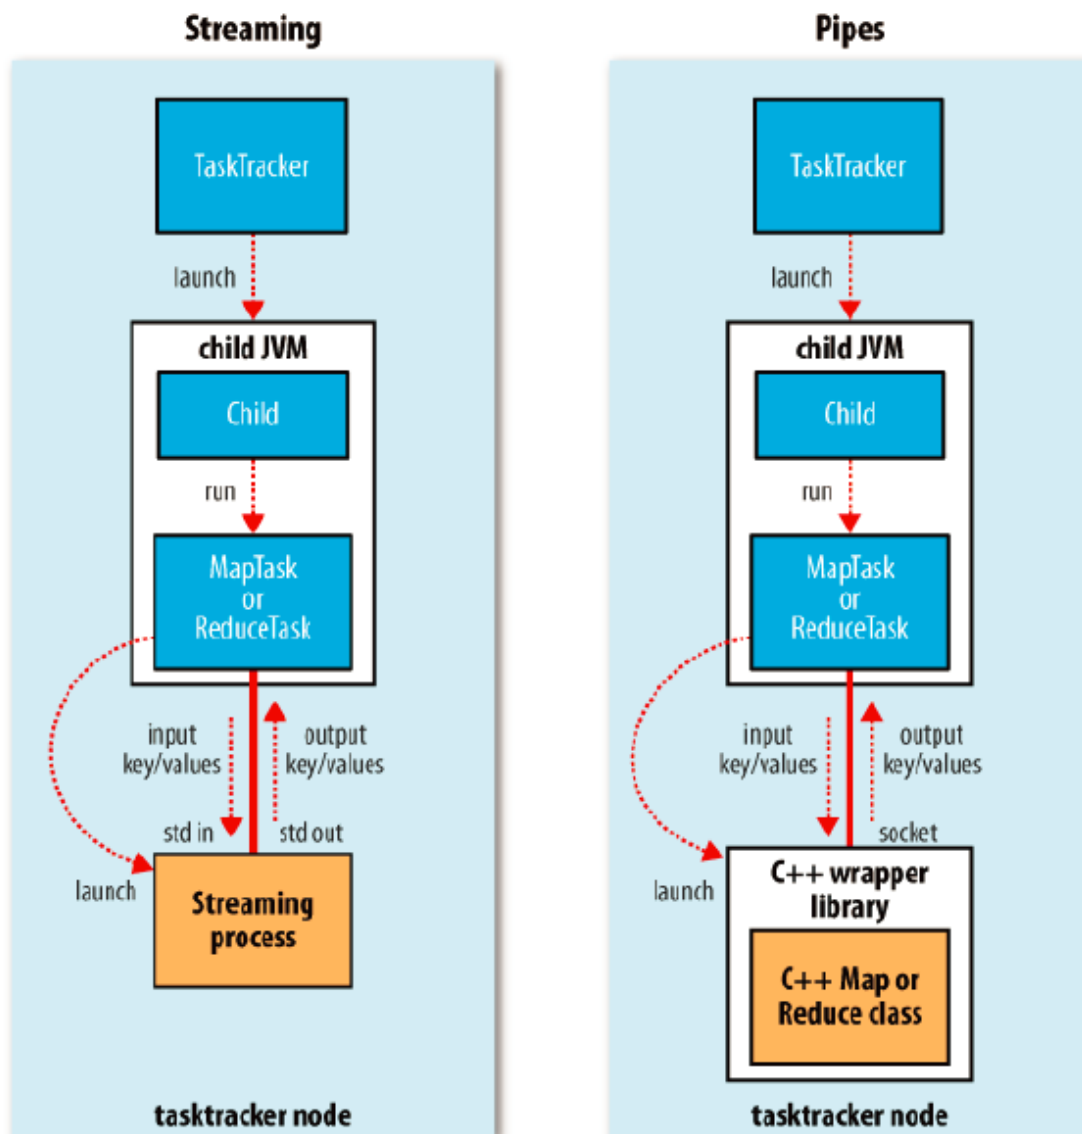 Streaming
TaskTracker
launch
child JVM
Child
run
MapTask
or
ReduceTask
input
key/values
output
key/values
std in
std out
launch
Streaming
process
tasktracker node
Pipes
TaskTracker
launch
child JVM
Child
run
MapTask
or
ReduceTask
input
key/values
output
key/values
socket
launch
C++ wrapper
library
C++ Map or
Reduce class
tasktracker node